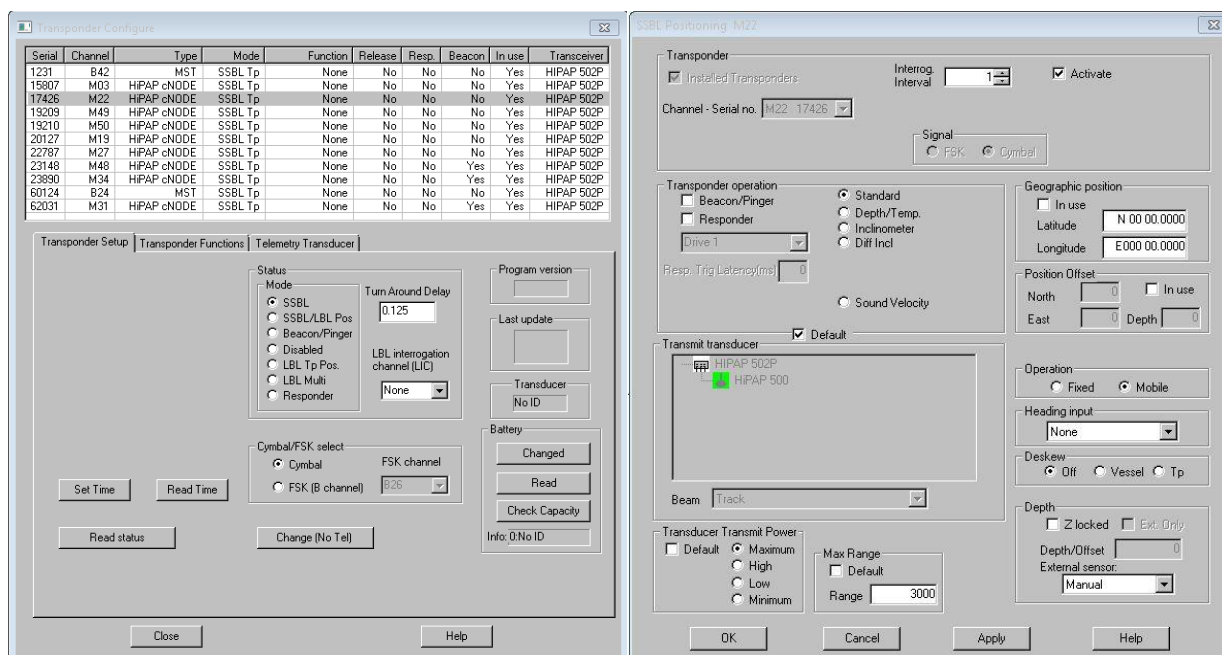 Transponder Configure
Serial Channel Type Mode Function Release Resp. Beacon In use Transceiver
1231 B42 MST SSBL Tp None No No No Yes HIPAP 502P
15807 M03 HiPAP cNODE SSBL Tp None No No No Yes HIPAP 502P
17426 M22 HiPAP cNODE SSBL Tp None No No No Yes HIPAP 502P
19209 M49 HiPAP cNODE SSBL Tp None No No No Yes HIPAP 502P
19210 M50 HiPAP cNODE SSBL Tp None No No No Yes HIPAP 502P
20127 M19 HiPAP cNODE SSBL Tp None No No No Yes HIPAP 502P
22787 M27 HiPAP cNODE SSBL Tp None No No No Yes HIPAP 502P
23148 M48 HiPAP cNODE SSBL Tp None No No Yes Yes HIPAP 502P
23890 M34 HiPAP cNODE SSBL Tp None No No Yes Yes HIPAP 502P
60124 B24 MST SSBL Tp None No No No Yes HIPAP 502P
62031 M31 HiPAP cNODE SSBL Tp None No No Yes Yes HIPAP 502P
Transponder Setup Transponder Functions Telemetry Transducer
Status
Mode
SSBL
SSBL/LBL Pos
Beacon/Pinger
Disabled
LBL Tp Pos.
LBL Multi
Responder
Turn Around Delay
0.125
LBL interrogation
channel (LIC)
None
Program version
Last update
Transducer
No ID
Battery
Changed
Read
Check Capacity
Info: 0:No ID
Cymbal/FSK select
Cymbal
FSK (B channel)
FSK channel
B26
Set Time Read Time
Read status Change (No Tel)
Close Help
SSBL Positioning M22
Transponder
Installed Transponders
Interrog.
Interval
1
Activate
Channel - Serial no. M22 17426
Signal
FSK Cymbal
Transponder operation
Beacon/Pinger
Responder
Drive 1
Resp. Trig Latency(ms) 0
Standard
Depth/Temp.
Inclinometer
Diff Incl
Sound Velocity
Geographic position
In use
Latitude N 00 00.0000
Longitude E000 00.0000
Position Offset
North 0 In use
East 0 Depth 0
Default
Transmit transducer
HIPAP 502P
HiPAP 500
Beam Track
Operation
Fixed Mobile
Heading input
None
Deskew
Off Vessel Tp
Depth
Z locked Ext. Only
Depth/Offset 0
External sensor:
Manual
Transducer Transmit Power
Default
Maximum
High
Low
Minimum
Max Range
Default
Range 3000
OK Cancel Apply Help